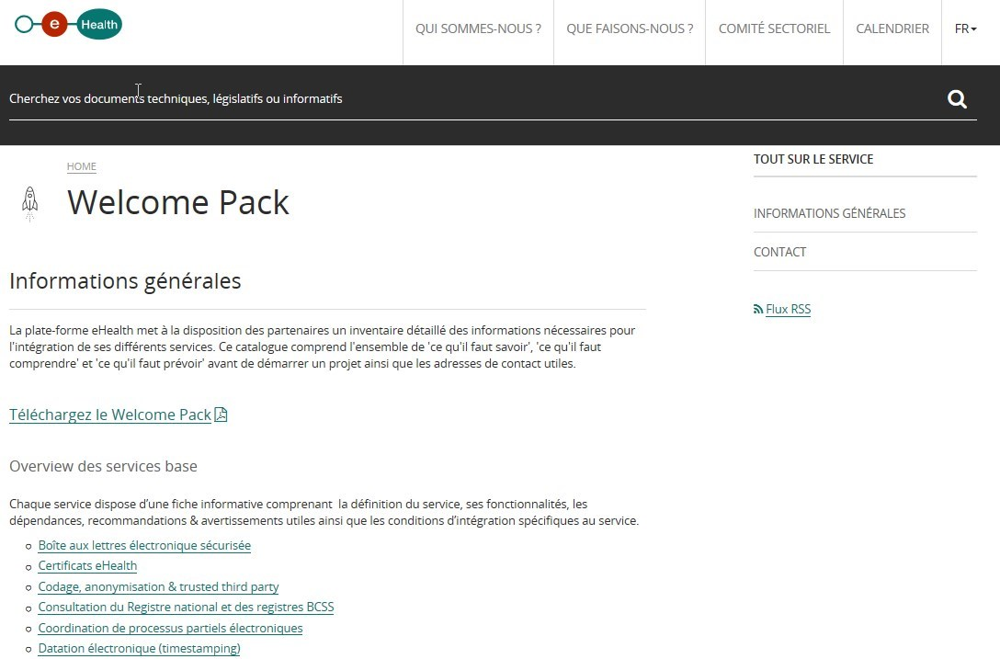 e Health
QUI SOMMES-NOUS ?
QUE FAISONS-NOUS ?
COMITÉ SECTORIEL
CALENDRIER
FR
Cherchez vos documents techniques, législatifs ou informatifs
HOME
Welcome Pack
Informations générales
La plate-forme eHealth met à la disposition des partenaires un inventaire détaillé des informations nécessaires pour
l'intégration de ses différents services. Ce catalogue comprend l'ensemble de 'ce qu'il faut savoir', 'ce qu'il faut
comprendre' et 'ce qu'il faut prévoir' avant de démarrer un projet ainsi que les adresses de contact utiles.
Téléchargez le Welcome Pack
Overview des services base
Chaque service dispose d’une fiche informative comprenant  la définition du service, ses fonctionnalités, les
dépendances, recommandations & avertissements utiles ainsi que les conditions d’intégration spécifiques au service.
Boîte aux lettres électronique sécurisée
Certificats eHealth
Codage, anonymisation & trusted third party
Consultation du Registre national et des registres BCSS
Coordination de processus partiels électroniques
Datation électronique (timestamping)
TOUT SUR LE SERVICE
INFORMATIONS GÉNÉRALES
CONTACT
Flux RSS